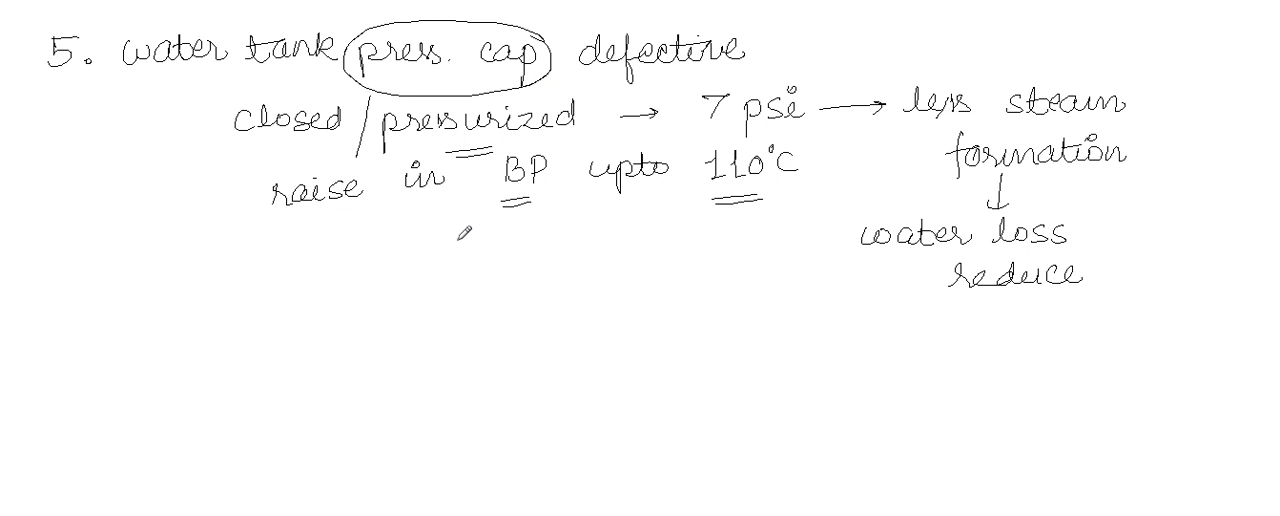 5. water tank press. cap defective
closed / pressurized → 7 psi → less steam
formation
raise in BP upto 110°C
↓
water loss
reduce